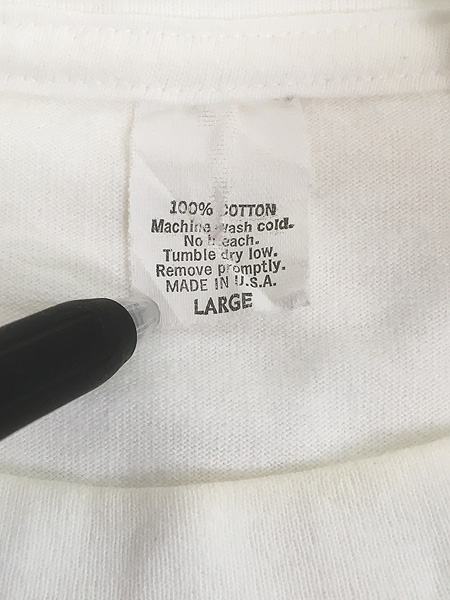 100% COTTON
Machine wash cold.
No bleach.
Tumble dry low.
Remove promptly.
MADE IN U.S.A.
LARGE